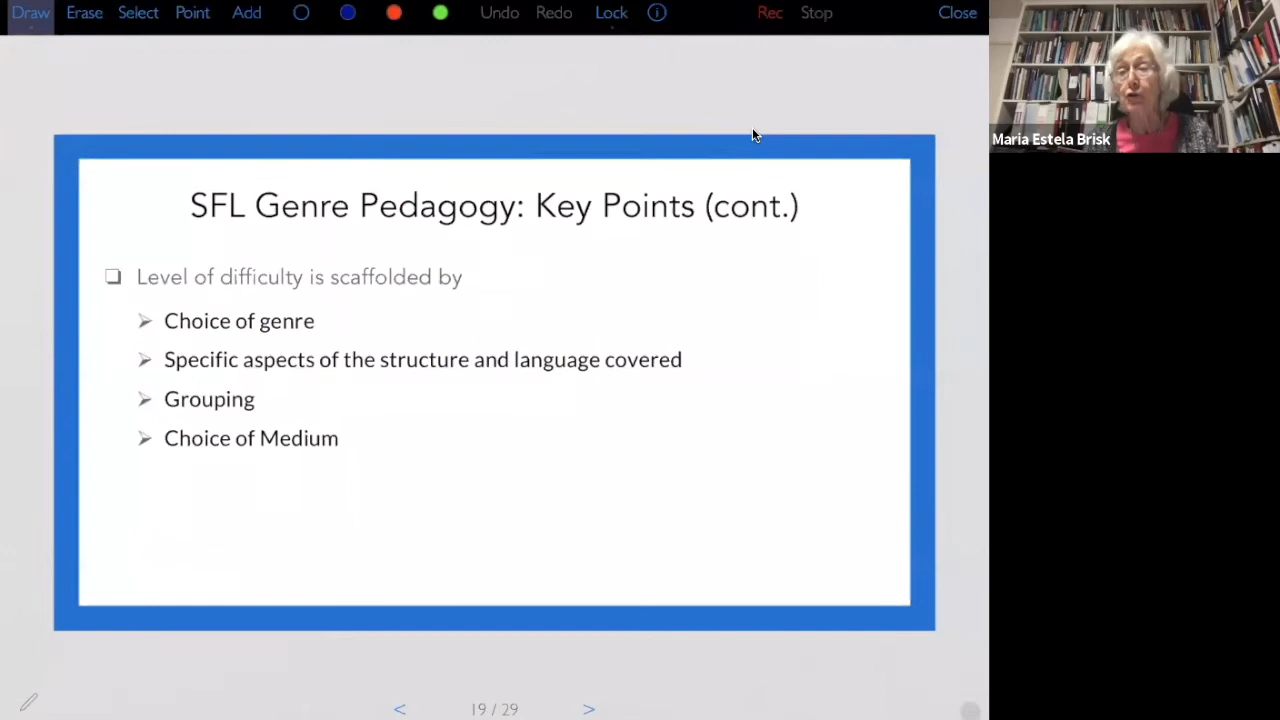 Draw Erase Select Point Add Undo Redo Lock Rec Stop Close
Maria Estela Brisk
SFL Genre Pedagogy: Key Points (cont.)
❑ Level of difficulty is scaffolded by
➢ Choice of genre
➢ Specific aspects of the structure and language covered
➢ Grouping
➢ Choice of Medium
< 19 / 29 >